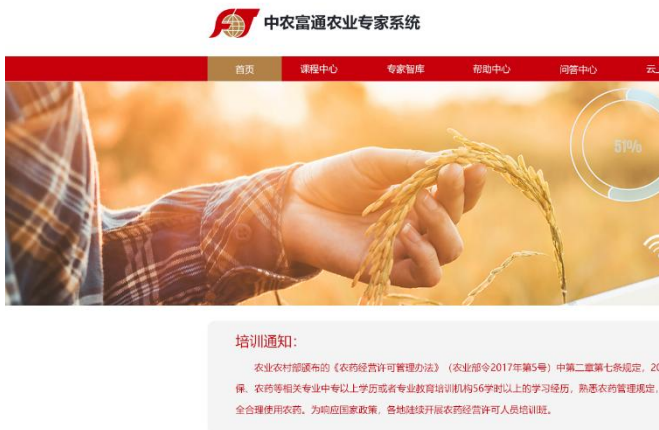 中农富通农业专家系统
首页 课程中心 专家智库 帮助中心 问答中心 云上
51%
培训通知：
农业农村部颁布的《农药经营许可管理办法》（农业部令2017年第5号）中第二章第七条规定，20
保、农药等相关专业中专以上学历或者专业教育培训机构56学时以上的学习经历，熟悉农药管理规定，
全合理使用农药。为响应国家政策，各地陆续开展农药经营许可人员培训班。